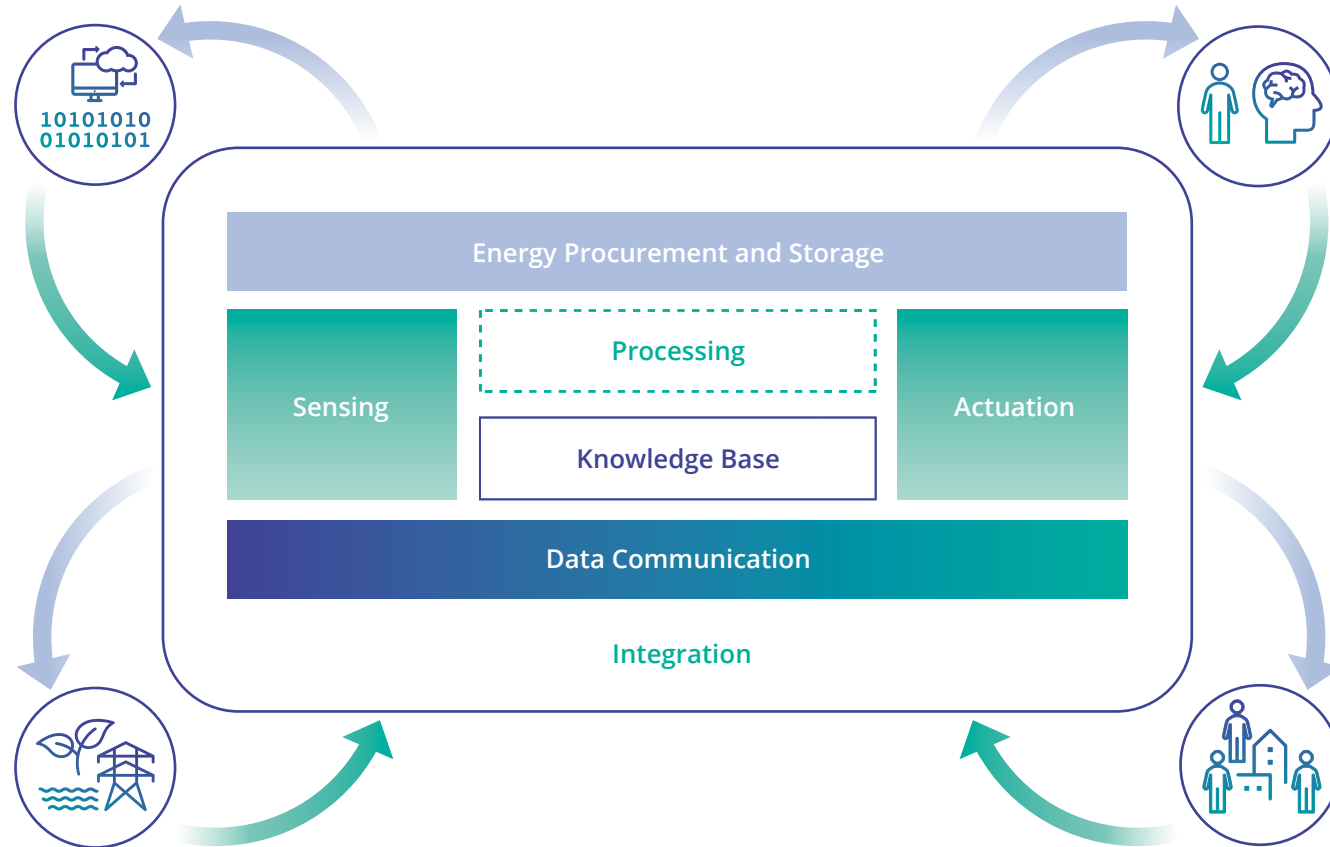 10101010
01010101
Energy Procurement and Storage
Processing
Sensing
Actuation
Knowledge Base
Data Communication
Integration